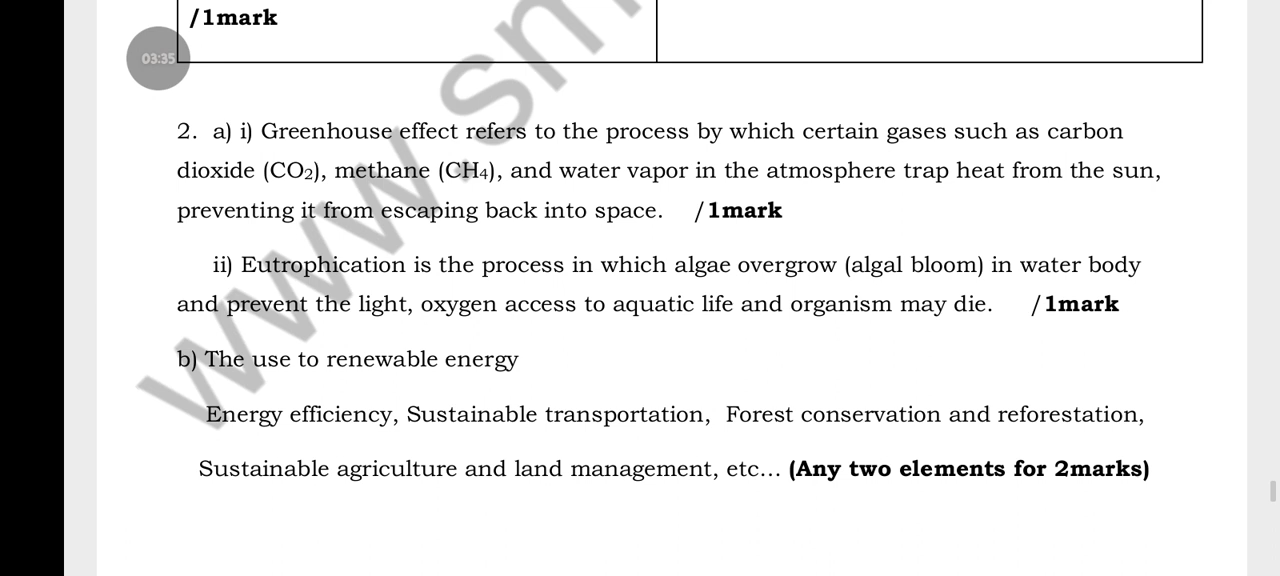 /1mark
03:35
www.sm
2. a) i) Greenhouse effect refers to the process by which certain gases such as carbon
dioxide (CO₂), methane (CH₄), and water vapor in the atmosphere trap heat from the sun,
preventing it from escaping back into space. /1mark
ii) Eutrophication is the process in which algae overgrow (algal bloom) in water body
and prevent the light, oxygen access to aquatic life and organism may die. /1mark
b) The use to renewable energy
Energy efficiency, Sustainable transportation, Forest conservation and reforestation,
Sustainable agriculture and land management, etc... (Any two elements for 2marks)